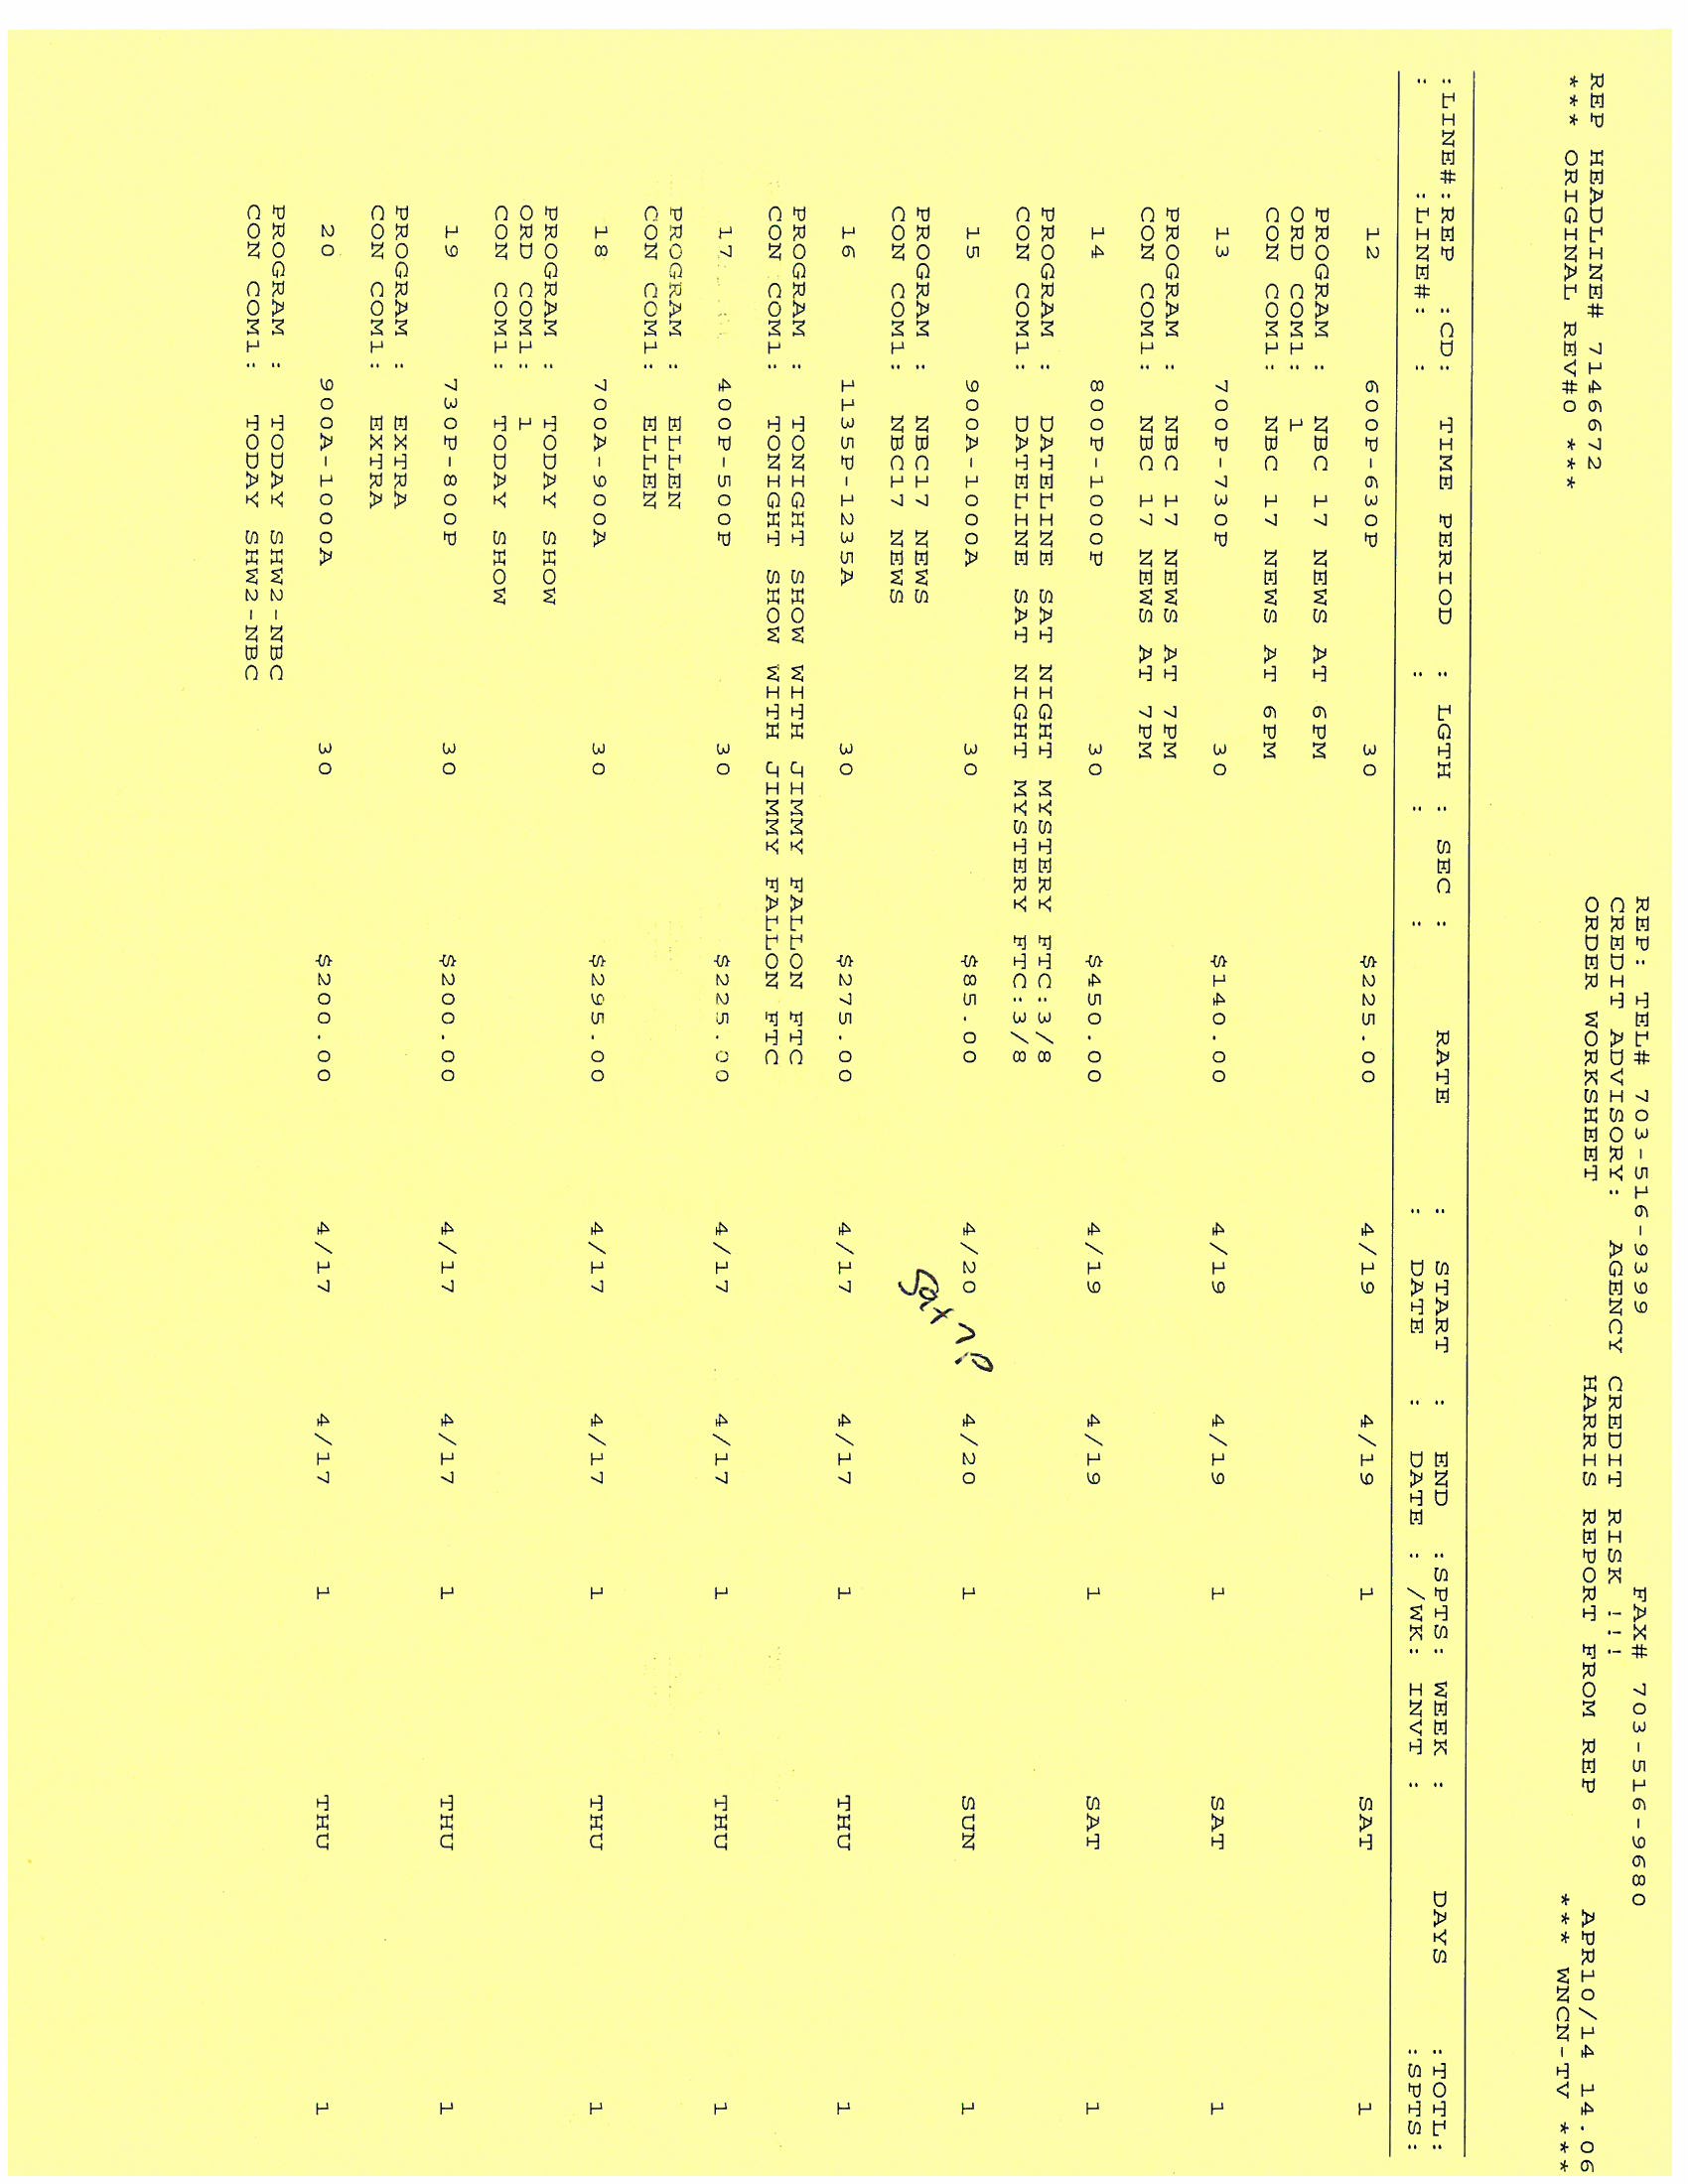 REP: TEL# 703-516-9399 FAX# 703-516-9680
CREDIT ADVISORY: AGENCY CREDIT RISK !!!
REP HEADLINE# 7146672 ORDER WORKSHEET HARRIS REPORT FROM REP APR10/14 14.06
*** ORIGINAL REV#0 *** *** WNCN-TV ***
:LINE#:REP :CD: TIME PERIOD : LGTH : SEC : RATE : START : END :SPTS: WEEK : DAYS :TOTL:
: :LINE#: : : : : : DATE : DATE : /WK: INVT : :SPTS:
12 600P-630P 30 $225.00 4/19 4/19 1 SAT 1
PROGRAM : NBC 17 NEWS AT 6PM
ORD COM1: 1
CON COM1: NBC 17 NEWS AT 6PM
13 700P-730P 30 $140.00 4/19 4/19 1 SAT 1
PROGRAM : NBC 17 NEWS AT 7PM
CON COM1: NBC 17 NEWS AT 7PM
14 800P-1000P 30 $450.00 4/19 4/19 1 SAT 1
PROGRAM : DATELINE SAT NIGHT MYSTERY FTC:3/8
CON COM1: DATELINE SAT NIGHT MYSTERY FTC:3/8
15 900A-1000A 30 $85.00 4/20 4/20 1 SUN 1
Sat 7p
PROGRAM : NBC17 NEWS
CON COM1: NBC17 NEWS
16 1135P-1235A 30 $275.00 4/17 4/17 1 THU 1
PROGRAM : TONIGHT SHOW WITH JIMMY FALLON FTC
CON COM1: TONIGHT SHOW WITH JIMMY FALLON FTC
17 400P-500P 30 $225.00 4/17 4/17 1 THU 1
PROGRAM : ELLEN
CON COM1: ELLEN
18 700A-900A 30 $295.00 4/17 4/17 1 THU 1
PROGRAM : TODAY SHOW
ORD COM1: 1
CON COM1: TODAY SHOW
19 730P-800P 30 $200.00 4/17 4/17 1 THU 1
PROGRAM : EXTRA
CON COM1: EXTRA
20 900A-1000A 30 $200.00 4/17 4/17 1 THU 1
PROGRAM : TODAY SHW2-NBC
CON COM1: TODAY SHW2-NBC